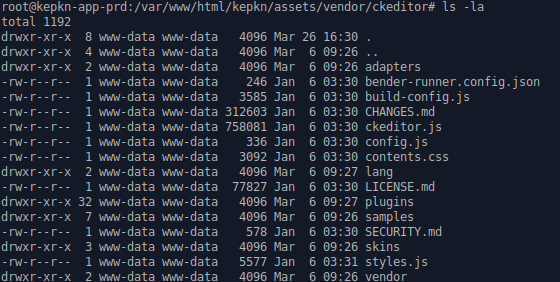 root@kepkn-app-prd:/var/www/html/kepkn/assets/vendor/ckeditor# ls -la
total 1192
drwxr-xr-x 8 www-data www-data 4096 Mar 26 16:30 .
drwxr-xr-x 4 www-data www-data 4096 Mar 6 09:26 ..
drwxr-xr-x 2 www-data www-data 4096 Mar 6 09:26 adapters
-rw-r--r-- 1 www-data www-data 246 Jan 6 03:30 bender-runner.config.json
-rw-r--r-- 1 www-data www-data 3585 Jan 6 03:30 build-config.js
-rw-r--r-- 1 www-data www-data 312603 Jan 6 03:30 CHANGES.md
-rw-r--r-- 1 www-data www-data 758081 Jan 6 03:30 ckeditor.js
-rw-r--r-- 1 www-data www-data 336 Jan 6 03:30 config.js
-rw-r--r-- 1 www-data www-data 3092 Jan 6 03:30 contents.css
drwxr-xr-x 2 www-data www-data 4096 Mar 6 09:27 lang
-rw-r--r-- 1 www-data www-data 77827 Jan 6 03:30 LICENSE.md
drwxr-xr-x 32 www-data www-data 4096 Mar 6 09:27 plugins
drwxr-xr-x 7 www-data www-data 4096 Mar 6 09:26 samples
-rw-r--r-- 1 www-data www-data 578 Jan 6 03:30 SECURITY.md
drwxr-xr-x 3 www-data www-data 4096 Mar 6 09:26 skins
-rw-r--r-- 1 www-data www-data 5577 Jan 6 03:31 styles.js
drwxr-xr-x 2 www-data www-data 4096 Mar 6 09:26 vendor